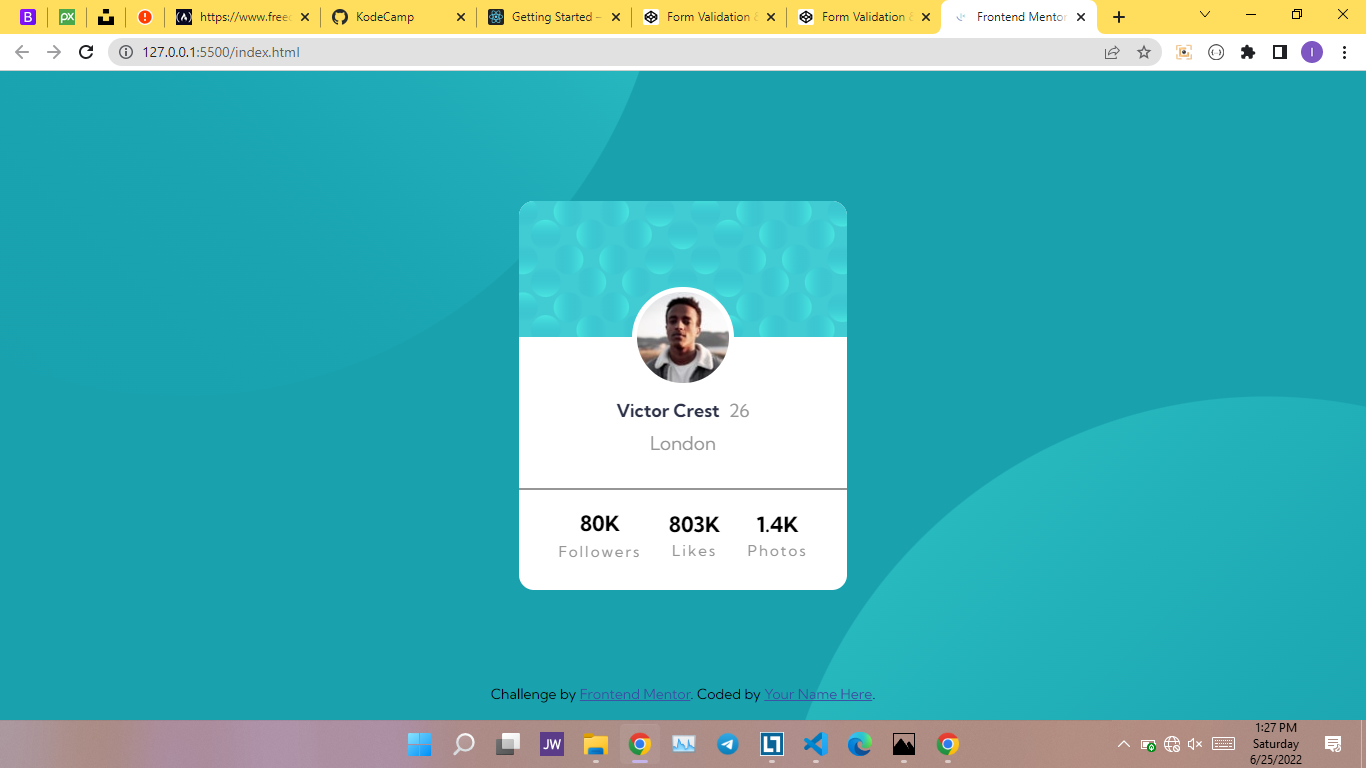 B
px
https://www.freec
KodeCamp
Getting Started –
Form Validation &
Form Validation &
Frontend Mentor
127.0.0.1:5500/index.html
I
Victor Crest 26
London
80K 803K 1.4K
Followers Likes Photos
Challenge by Frontend Mentor. Coded by Your Name Here.
JW
1:27 PM
Saturday
6/25/2022